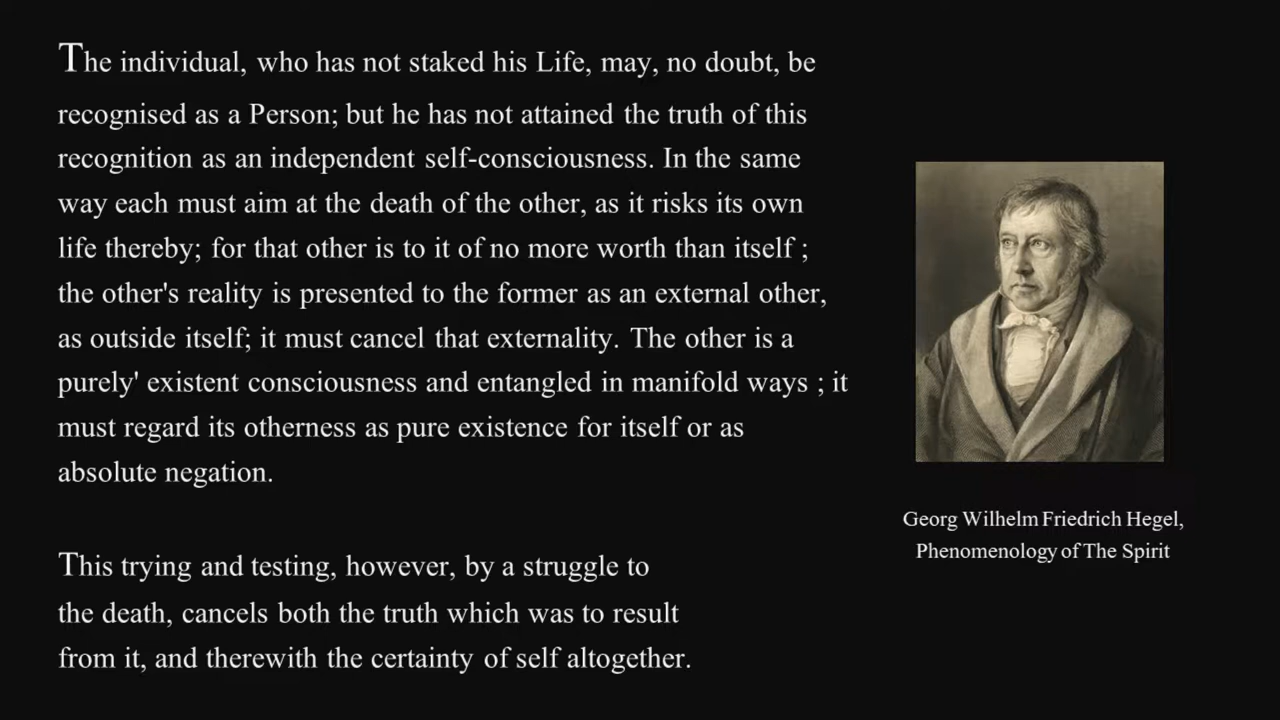 The individual, who has not staked his Life, may, no doubt, be
recognised as a Person; but he has not attained the truth of this
recognition as an independent self-consciousness. In the same
way each must aim at the death of the other, as it risks its own
life thereby; for that other is to it of no more worth than itself ;
the other's reality is presented to the former as an external other,
as outside itself; it must cancel that externality. The other is a
purely' existent consciousness and entangled in manifold ways ; it
must regard its otherness as pure existence for itself or as
absolute negation.
This trying and testing, however, by a struggle to
the death, cancels both the truth which was to result
from it, and therewith the certainty of self altogether.
Georg Wilhelm Friedrich Hegel,
Phenomenology of The Spirit